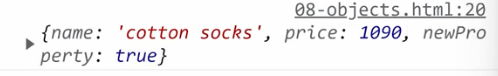 08-objects.html:20
{name: 'cotton socks', price: 1090, newPro
perty: true}